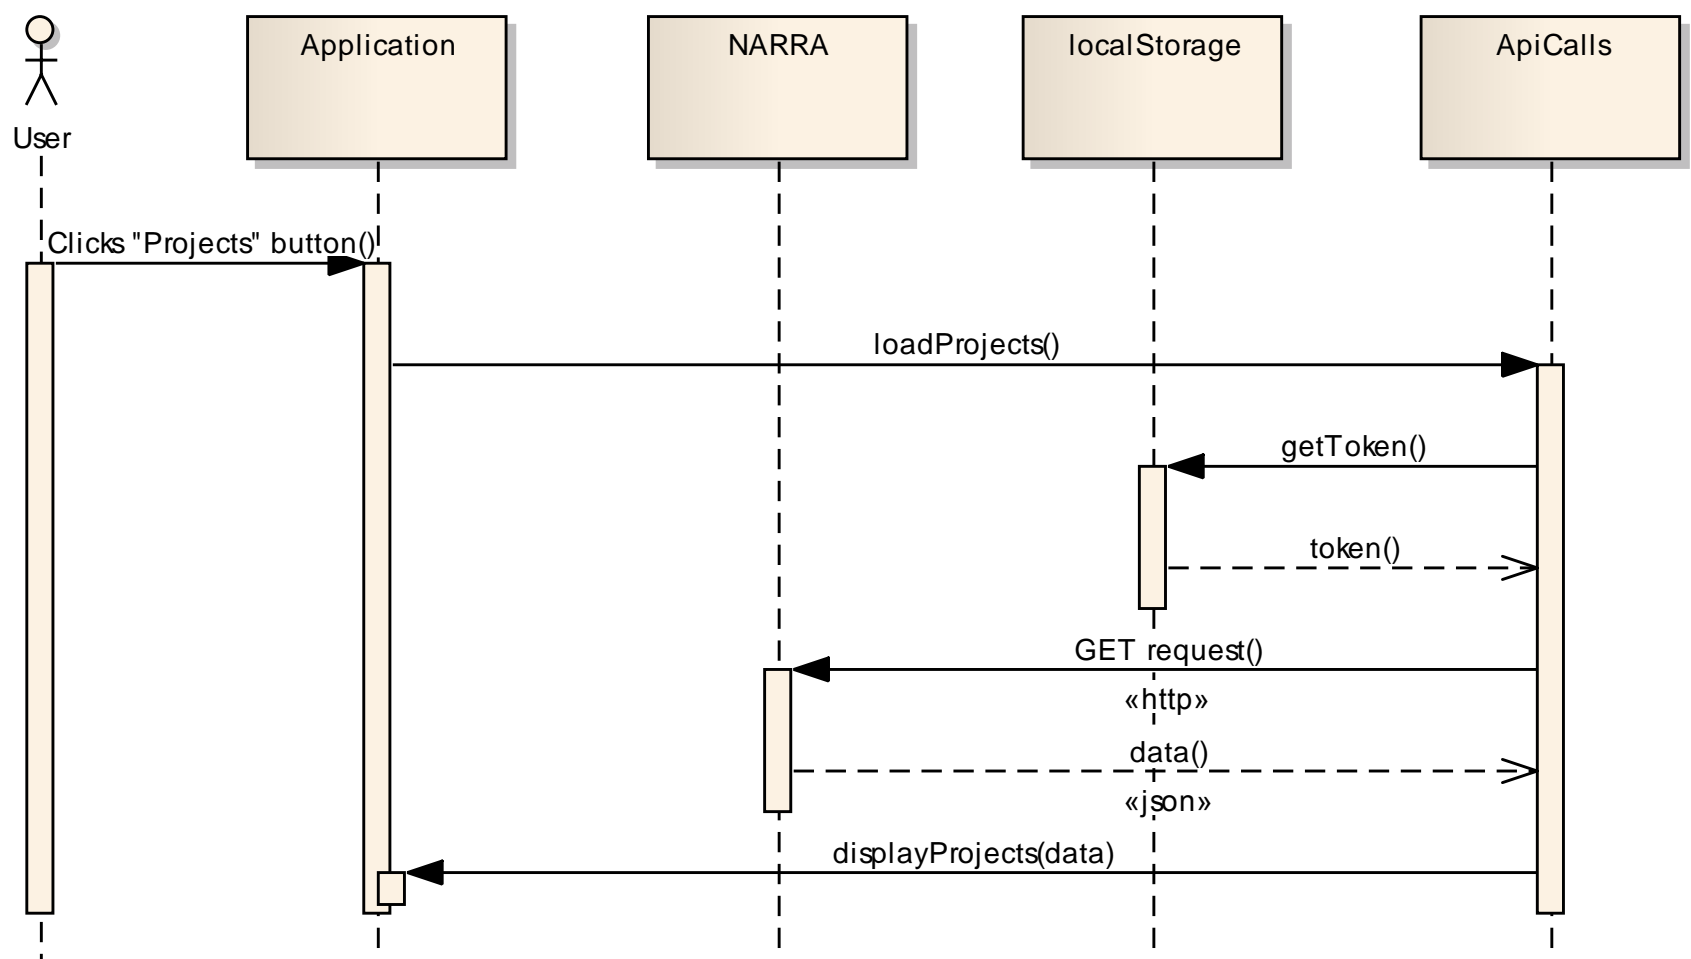 User
Application
NARRA
localStorage
ApiCalls
Clicks "Projects" button()
loadProjects()
getToken()
token()
GET request()
«http»
data()
«json»
displayProjects(data)